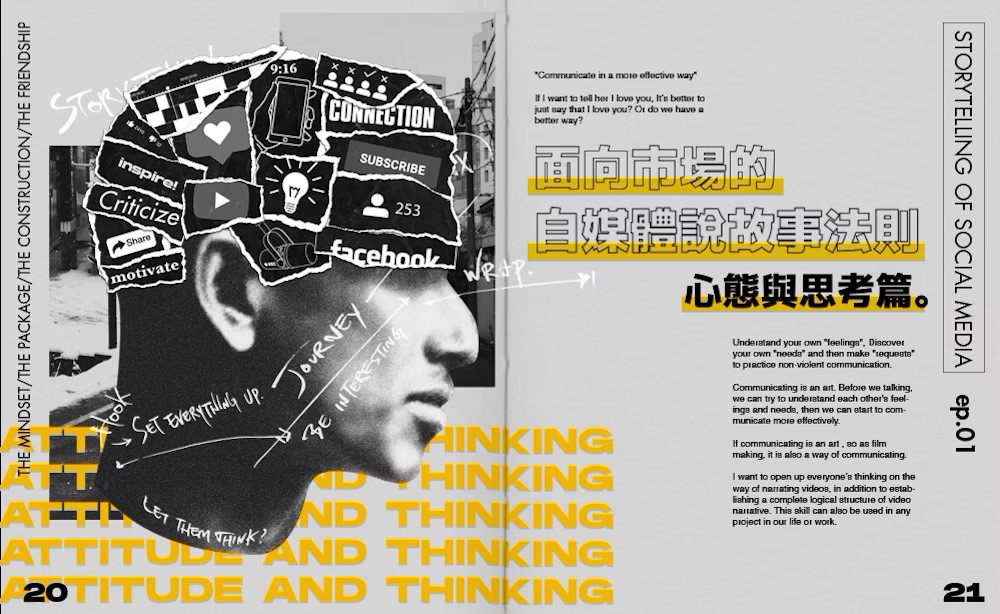 THE MINDSET/THE PACKAGE/THE CONSTRUCTION/THE FRIENDSHIP
9:16
CONNECTION
SUBSCRIBE
253
facebook
inspire!
Criticize
Share
motivate
WRAP.
JOURNEY
BE INTERESTING.
HOOK
SET EVERYTHING UP.
LET THEM THINK?
ATTI HINKING
ATT ND THINKING
ATTI ND THINKING
ATTITUDE AND THINKING
ATTITUDE AND THINKING
20
"Communicate in a more effective way"
If I want to tell her I love you, It's better to
just say that I love you? Or do we have a
better way?
面向市場的
自媒體說故事法則
心態與思考篇。
Understand your own "feelings", Discover
your own "needs" and then make "requests"
to practice non-violent communication.
Communicating is an art. Before we talking,
we can try to understand each other's feel-
ings and needs, then we can start to com-
municate more effectively.
If communicating is an art , so as film
making, it is also a way of communicating.
I want to open up everyone's thinking on the
way of narrating videos, in addition to estab-
lishing a complete logical structure of video
narrative. This skill can also be used in any
project in our life or work.
STORYTELLING OF SOCIAL MEDIA
ep.01
21